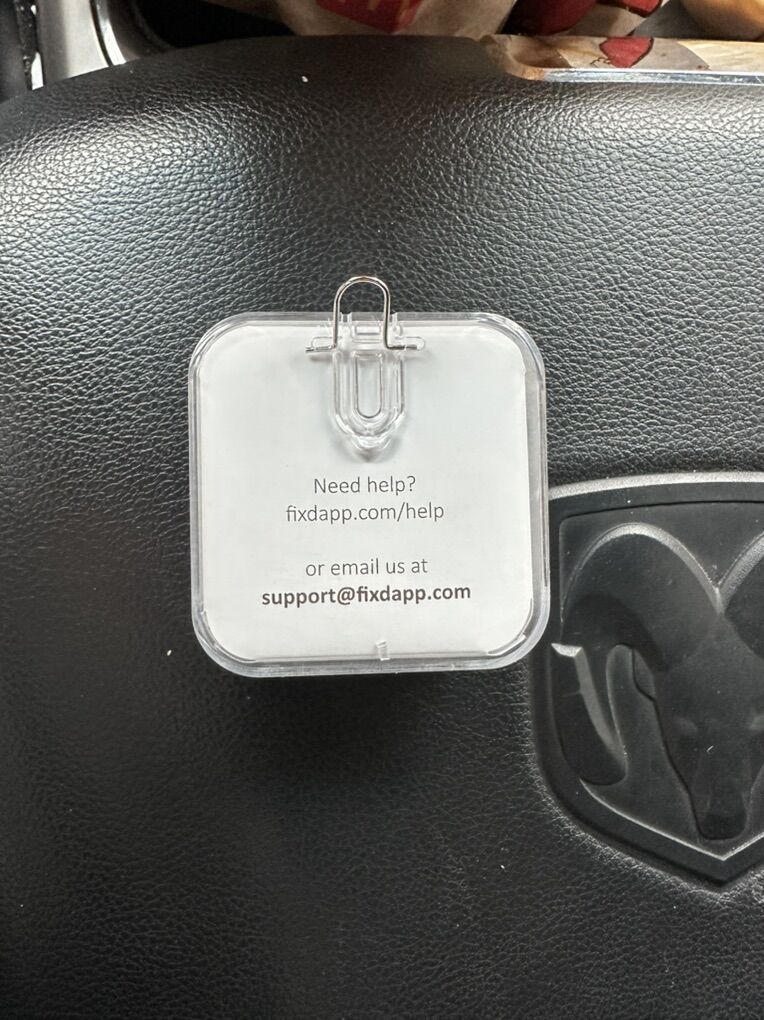 Need help?
fixdapp.com/help
or email us at
support@fixdapp.com